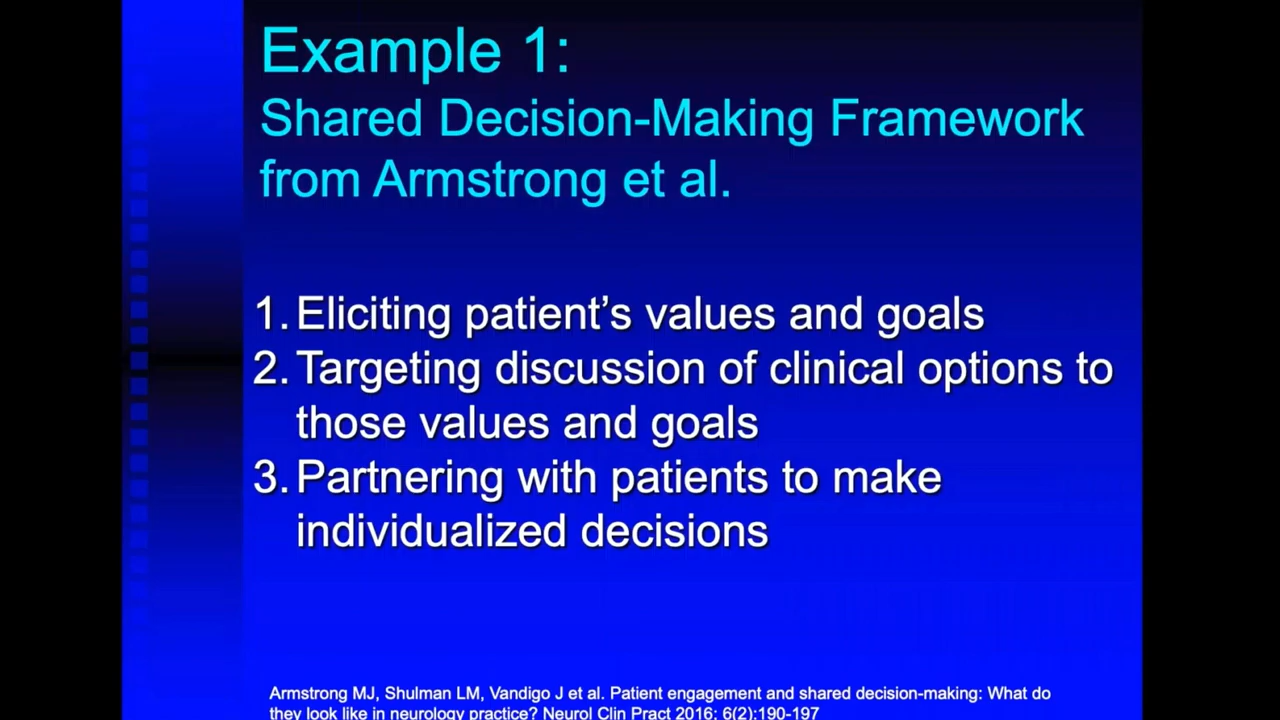 Example 1:
Shared Decision-Making Framework
from Armstrong et al.
1. Eliciting patient’s values and goals
2. Targeting discussion of clinical options to
those values and goals
3. Partnering with patients to make
individualized decisions
Armstrong MJ, Shulman LM, Vandigo J et al. Patient engagement and shared decision-making: What do
they look like in neurology practice? Neurol Clin Pract 2016; 6(2):190-197